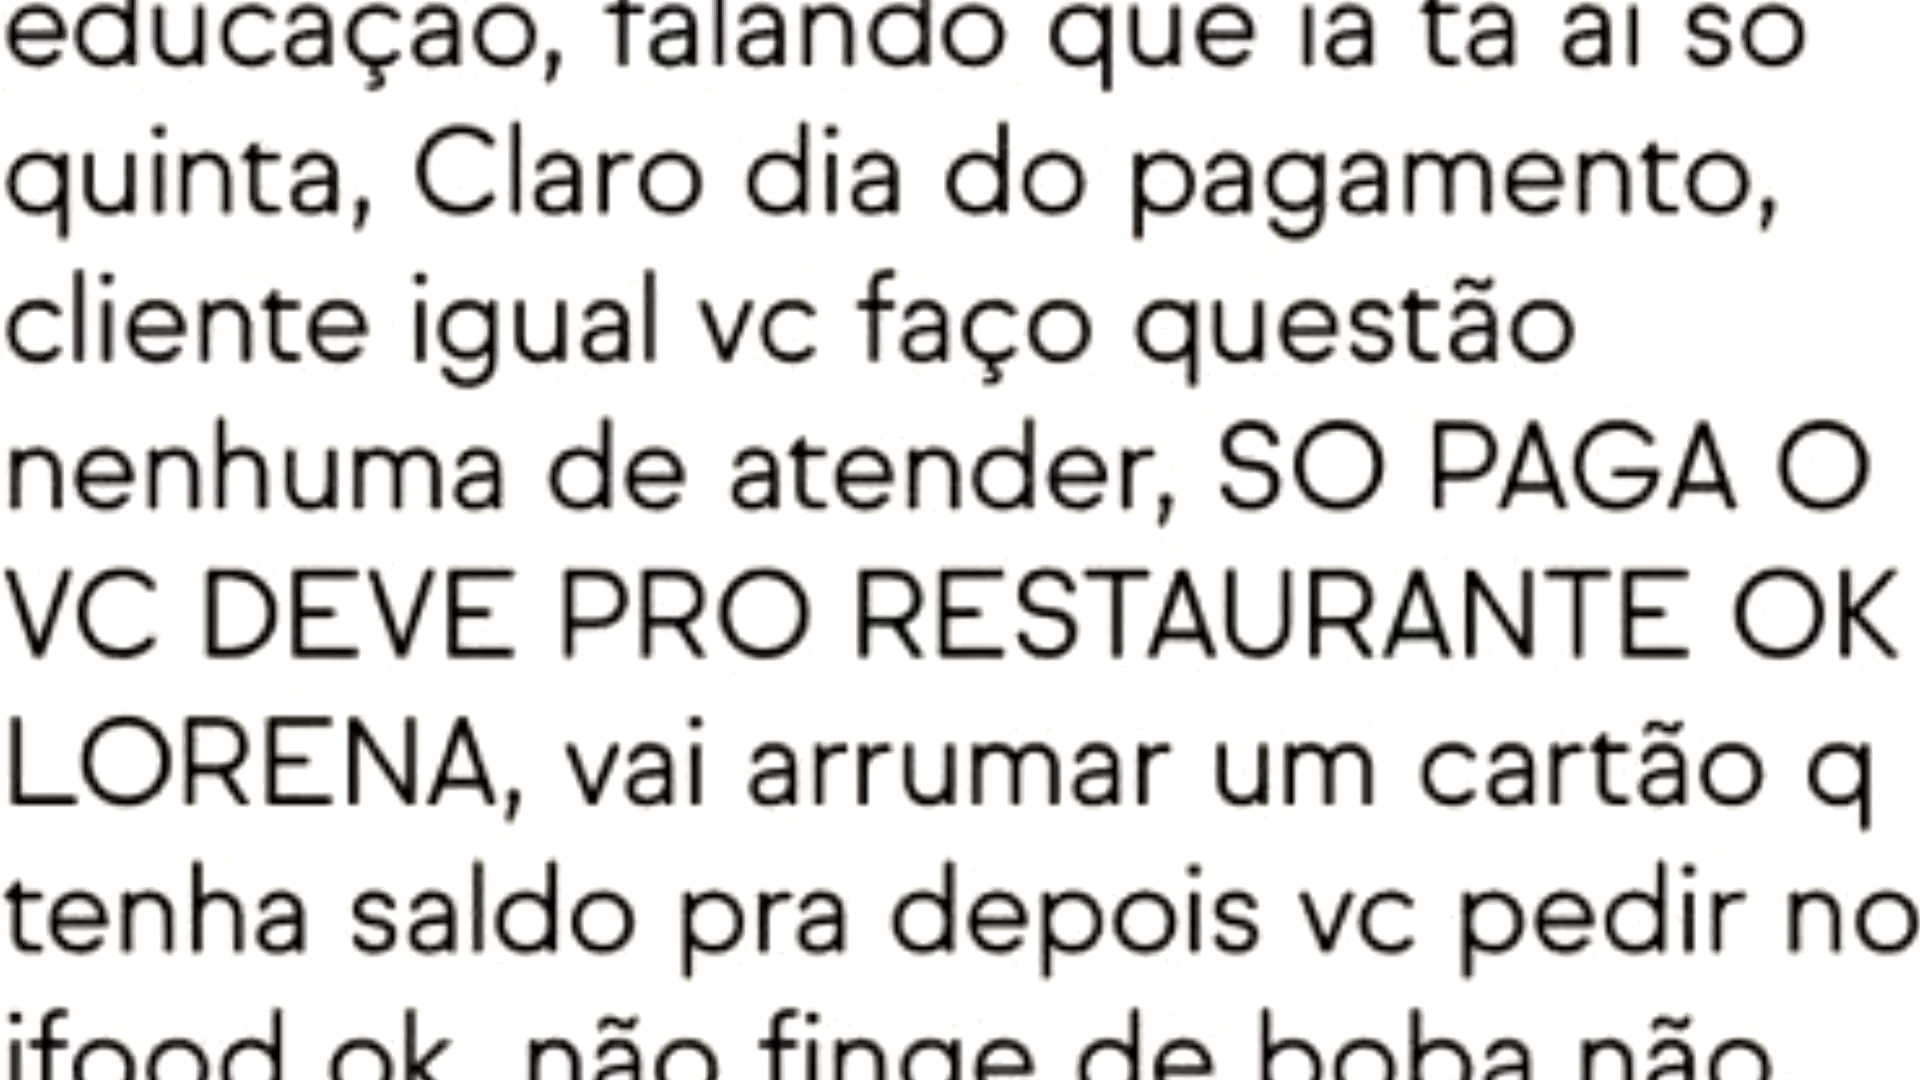 educação, falando que ia ta ai so
quinta, Claro dia do pagamento,
cliente igual vc faço questão
nenhuma de atender, SO PAGA O
VC DEVE PRO RESTAURANTE OK
LORENA, vai arrumar um cartão q
tenha saldo pra depois vc pedir no
ifood ok, não finge de boba não